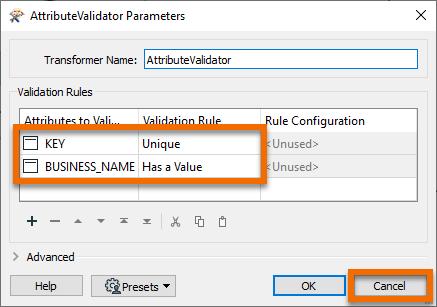 AttributeValidator Parameters
Transformer Name: AttributeValidator
Validation Rules
Attributes to Vali... Validation Rule Rule Configuration
KEY Unique <Unused>
BUSINESS_NAME Has a Value <Unused>
Advanced
Help Presets OK Cancel